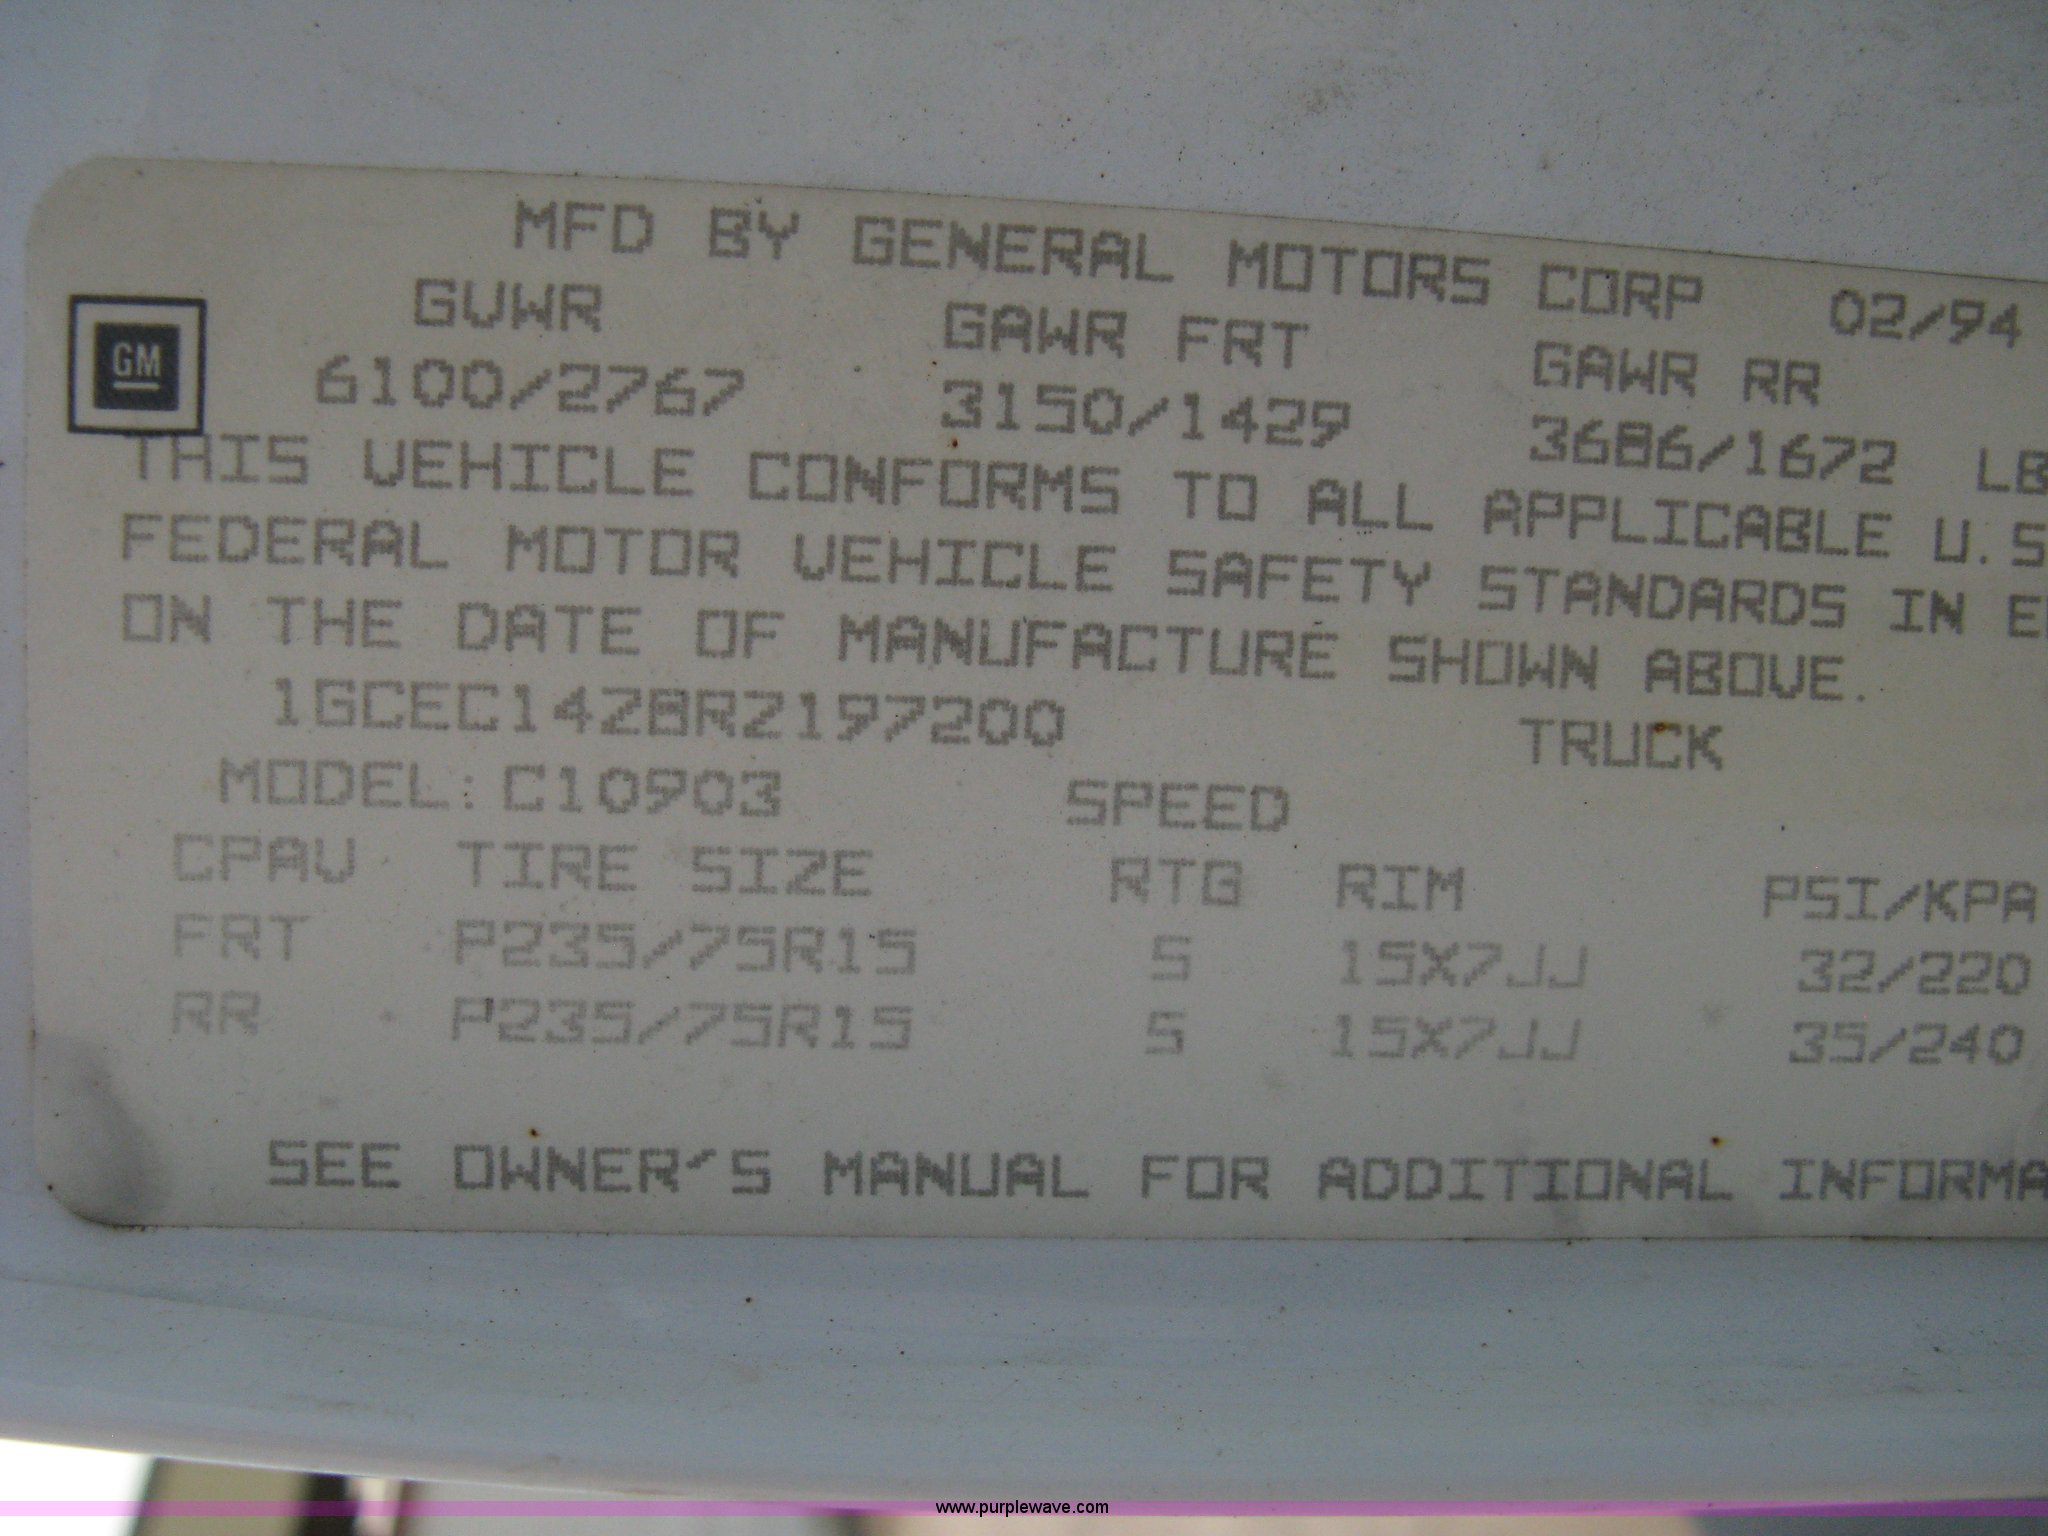 MFD BY GENERAL MOTORS CORP 02/94
GM
GVWR GAWR FRT GAWR RR
6100/2767 3150/1429 3686/1672 LB
THIS VEHICLE CONFORMS TO ALL APPLICABLE U.S
FEDERAL MOTOR VEHICLE SAFETY STANDARDS IN E
ON THE DATE OF MANUFACTURE SHOWN ABOVE.
1GCEC14Z8RZ197200 TRUCK
MODEL: C10903 SPEED
CPAV TIRE SIZE RTG RIM PSI/KPA
FRT P235/75R15 S 15X7JJ 32/220
RR P235/75R15 S 15X7JJ 35/240
SEE OWNER'S MANUAL FOR ADDITIONAL INFORMA
www.purplewave.com